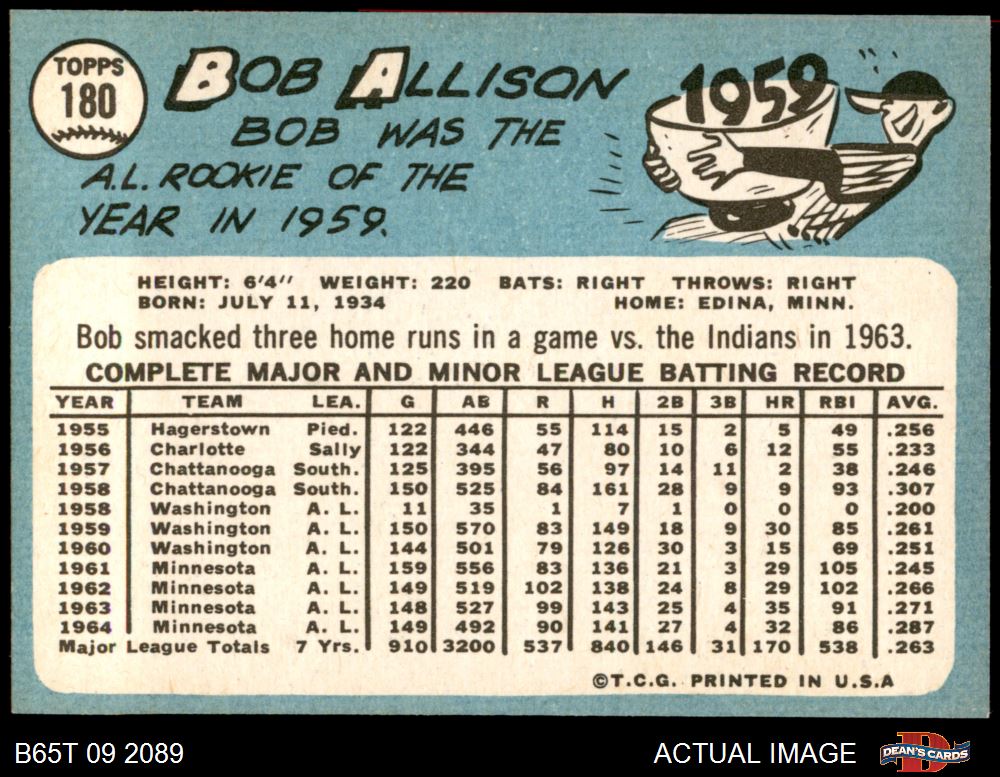 TOPPS
180
BOB ALLISON
BOB WAS THE
A.L. ROOKIE OF THE
YEAR IN 1959.
1959
HEIGHT: 6'4" WEIGHT: 220 BATS: RIGHT THROWS: RIGHT
BORN: JULY 11, 1934 HOME: EDINA, MINN.
Bob smacked three home runs in a game vs. the Indians in 1963.
COMPLETE MAJOR AND MINOR LEAGUE BATTING RECORD
YEAR TEAM LEA. G AB R H 2B 3B HR RBI AVG.
1955 Hagerstown Pied. 122 446 55 114 15 2 5 49 .256
1956 Charlotte Sally 122 344 47 80 10 6 12 55 .233
1957 Chattanooga South. 125 395 56 97 14 11 2 38 .246
1958 Chattanooga South. 150 525 84 161 28 9 9 93 .307
1958 Washington A. L. 11 35 1 7 1 0 0 0 .200
1959 Washington A. L. 150 570 83 149 18 9 30 85 .261
1960 Washington A. L. 144 501 79 126 30 3 15 69 .251
1961 Minnesota A. L. 159 556 83 136 21 3 29 105 .245
1962 Minnesota A. L. 149 519 102 138 24 8 29 102 .266
1963 Minnesota A. L. 148 527 99 143 25 4 35 91 .271
1964 Minnesota A. L. 149 492 90 141 27 4 32 86 .287
Major League Totals 7 Yrs. 910 3200 537 840 146 31 170 538 .263
©T.C.G. PRINTED IN U.S.A
B65T 09 2089 ACTUAL IMAGE DEAN'S CARDS